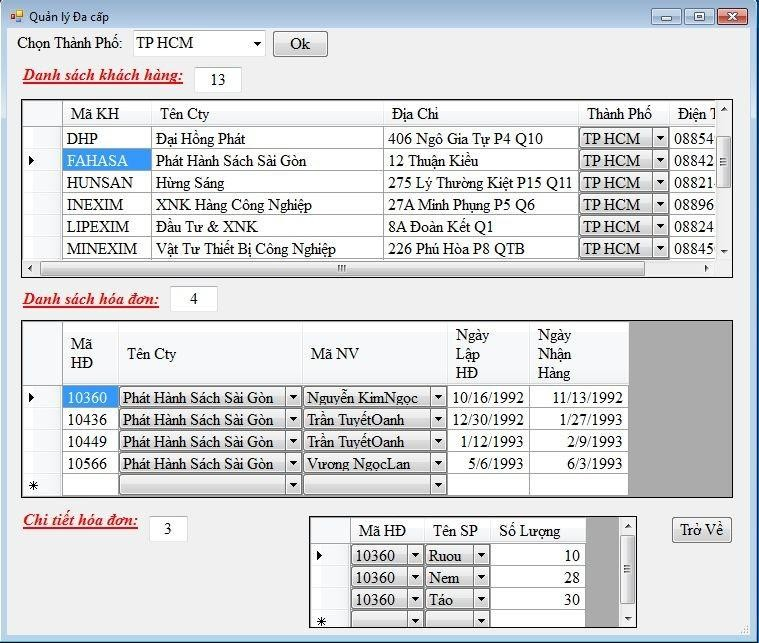 Quản lý Đa cấp
Chọn Thành Phố: TP HCM Ok
Danh sách khách hàng: 13
Mã KH Tên Cty Địa Chỉ Thành Phố Điện T
DHP Đại Hồng Phát 406 Ngô Gia Tự P4 Q10 TP HCM 08854
FAHASA Phát Hành Sách Sài Gòn 12 Thuận Kiều TP HCM 08842
HUNSAN Hừng Sáng 275 Lý Thường Kiệt P15 Q11 TP HCM 08821
INEXIM XNK Hàng Công Nghiệp 27A Minh Phụng P5 Q6 TP HCM 08896
LIPEXIM Đầu Tư & XNK 8A Đoàn Kết Q1 TP HCM 08824
MINEXIM Vật Tư Thiết Bị Công Nghiệp 226 Phú Hòa P8 QTB TP HCM 08845
Danh sách hóa đơn: 4
Mã HĐ Tên Cty Mã NV Ngày Lập HĐ Ngày Nhận Hàng
10360 Phát Hành Sách Sài Gòn Nguyễn KimNgọc 10/16/1992 11/13/1992
10436 Phát Hành Sách Sài Gòn Trần TuyếtOanh 12/30/1992 1/27/1993
10449 Phát Hành Sách Sài Gòn Trần TuyếtOanh 1/12/1993 2/9/1993
10566 Phát Hành Sách Sài Gòn Vương NgọcLan 5/6/1993 6/3/1993
Chi tiết hóa đơn: 3
Mã HĐ Tên SP Số Lượng
Trở Về
10360 Ruou 10
10360 Nem 28
10360 Táo 30